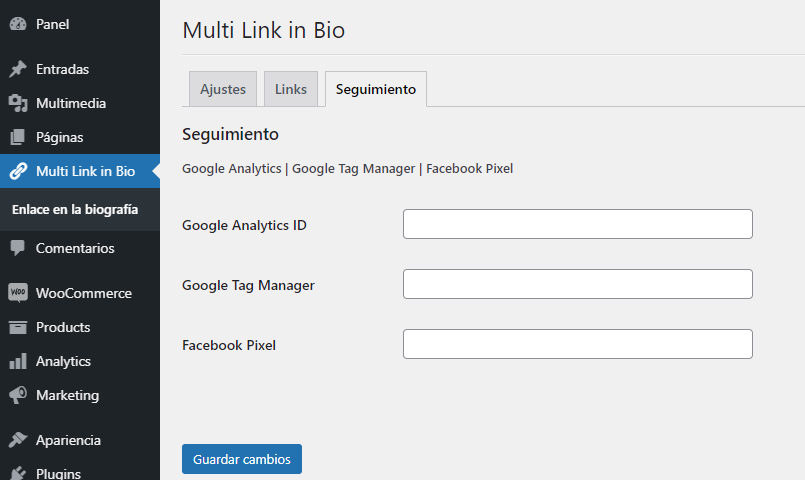 Panel
Entradas
Multimedia
Páginas
Multi Link in Bio
Enlace en la biografía
Comentarios
WOO WooCommerce
Products
Analytics
Marketing
Apariencia
Plugins
Multi Link in Bio
Ajustes Links Seguimiento
Seguimiento
Google Analytics | Google Tag Manager | Facebook Pixel
Google Analytics ID
Google Tag Manager
Facebook Pixel
Guardar cambios